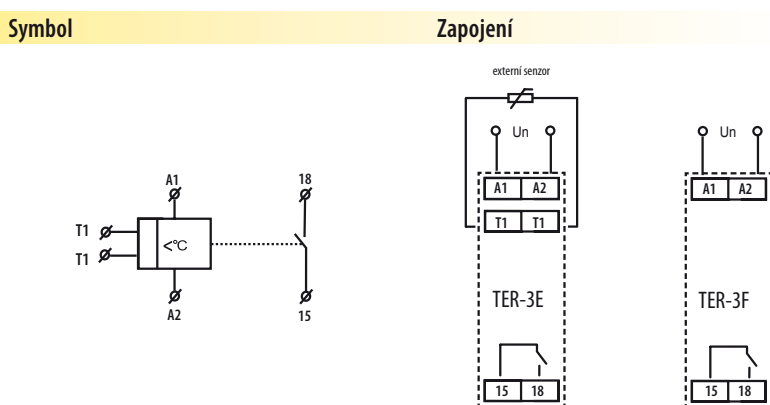 Symbol
Zapojení
A1
18
T1
T1
<°C
A2
15
externí senzor
Un
A1 A2
T1 T1
TER-3E
15 18
Un
A1 A2
TER-3F
15 18